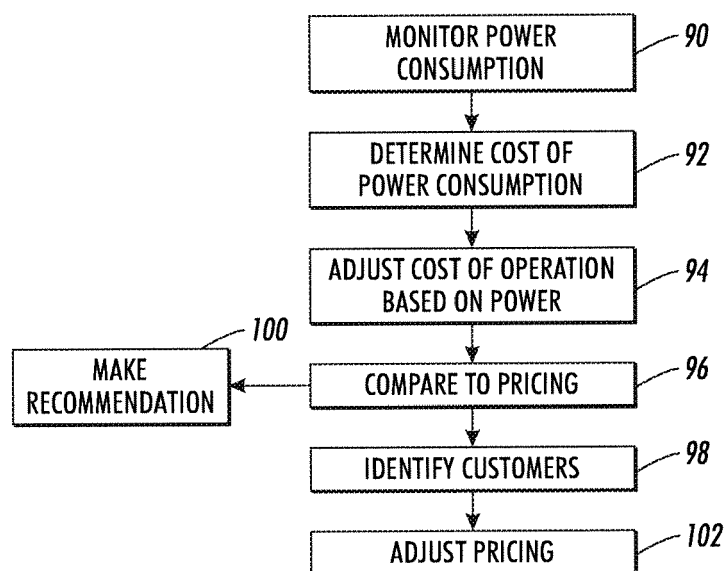 MONITOR POWER
CONSUMPTION
90
DETERMINE COST OF
POWER CONSUMPTION
92
ADJUST COST OF OPERATION
BASED ON POWER
94
100
MAKE
RECOMMENDATION
COMPARE TO PRICING
96
IDENTIFY CUSTOMERS
98
ADJUST PRICING
102